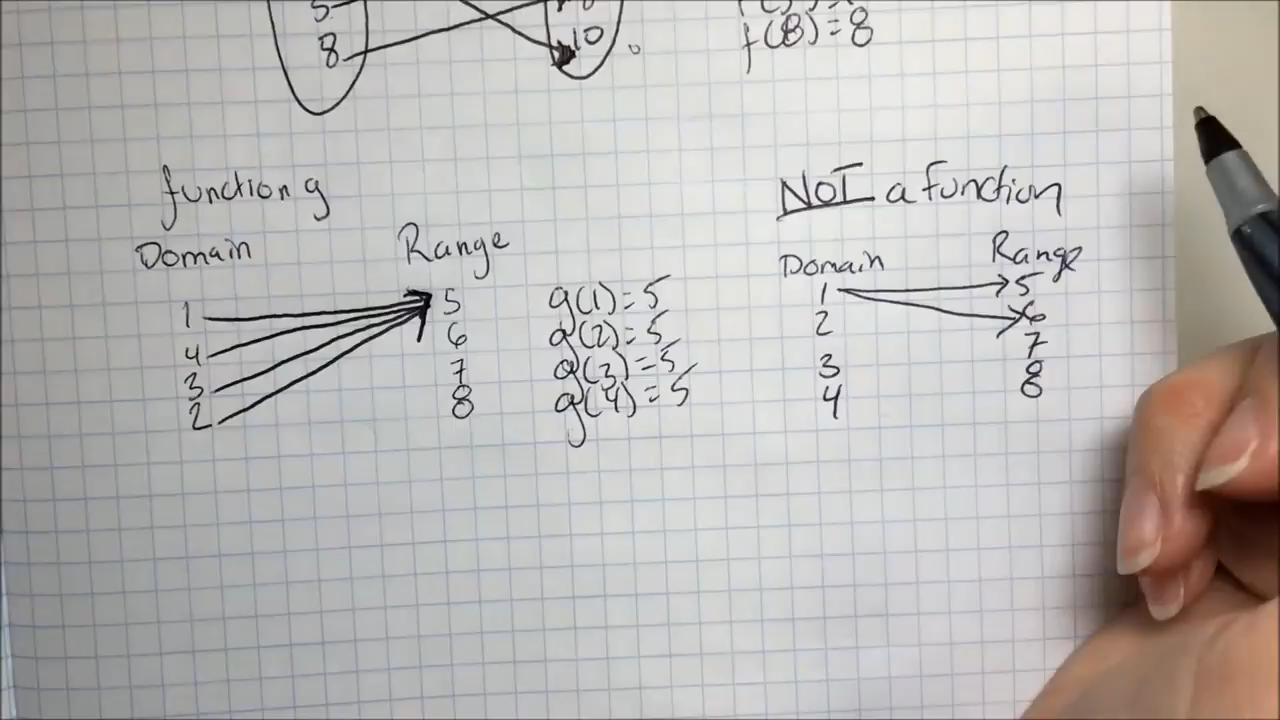 8
10
f(8)=8
function g
Domain Range
1 5
4 6
3 7
2 8
g(1)=5
g(2)=5
g(3)=5
g(4)=5
NOT a function
Domain Range
1 5
2 6
3 7
4 8